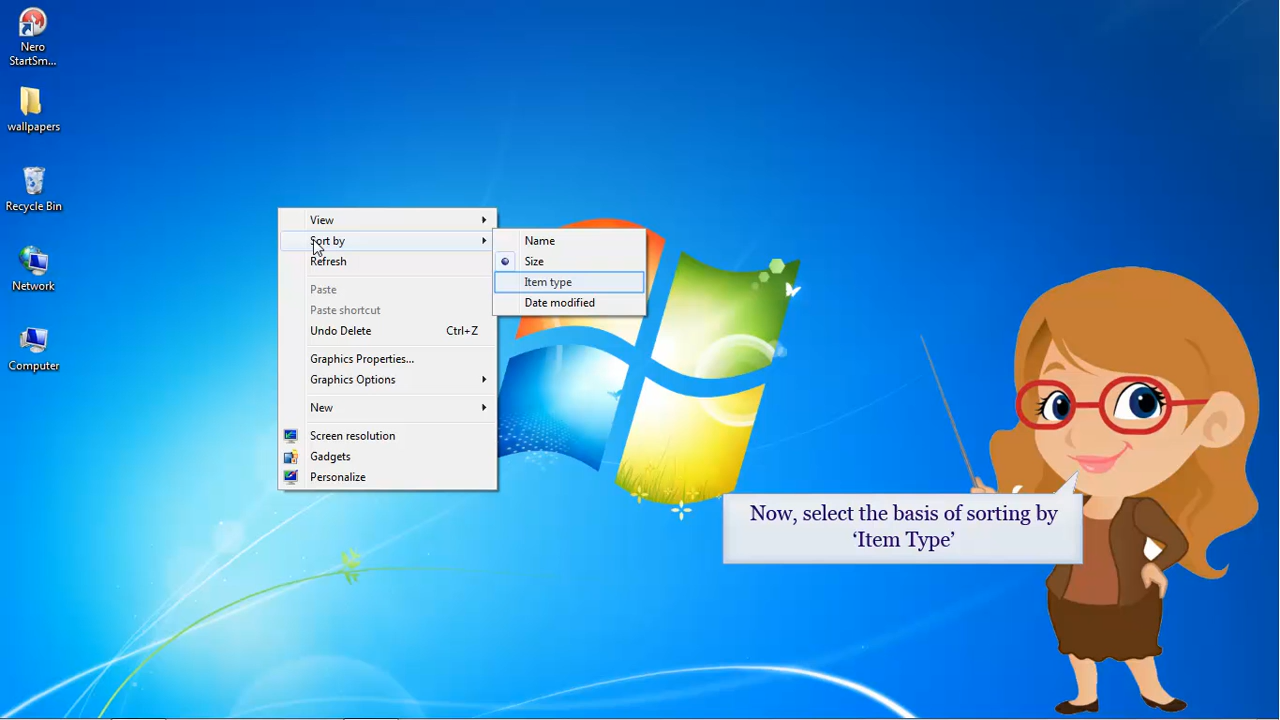 Nero
StartSm...
wallpapers
Recycle Bin
Network
Computer
View
Sort by
Refresh
Paste
Paste shortcut
Undo Delete Ctrl+Z
Graphics Properties...
Graphics Options
New
Screen resolution
Gadgets
Personalize
Name
Size
Item type
Date modified
Now, select the basis of sorting by
‘Item Type’